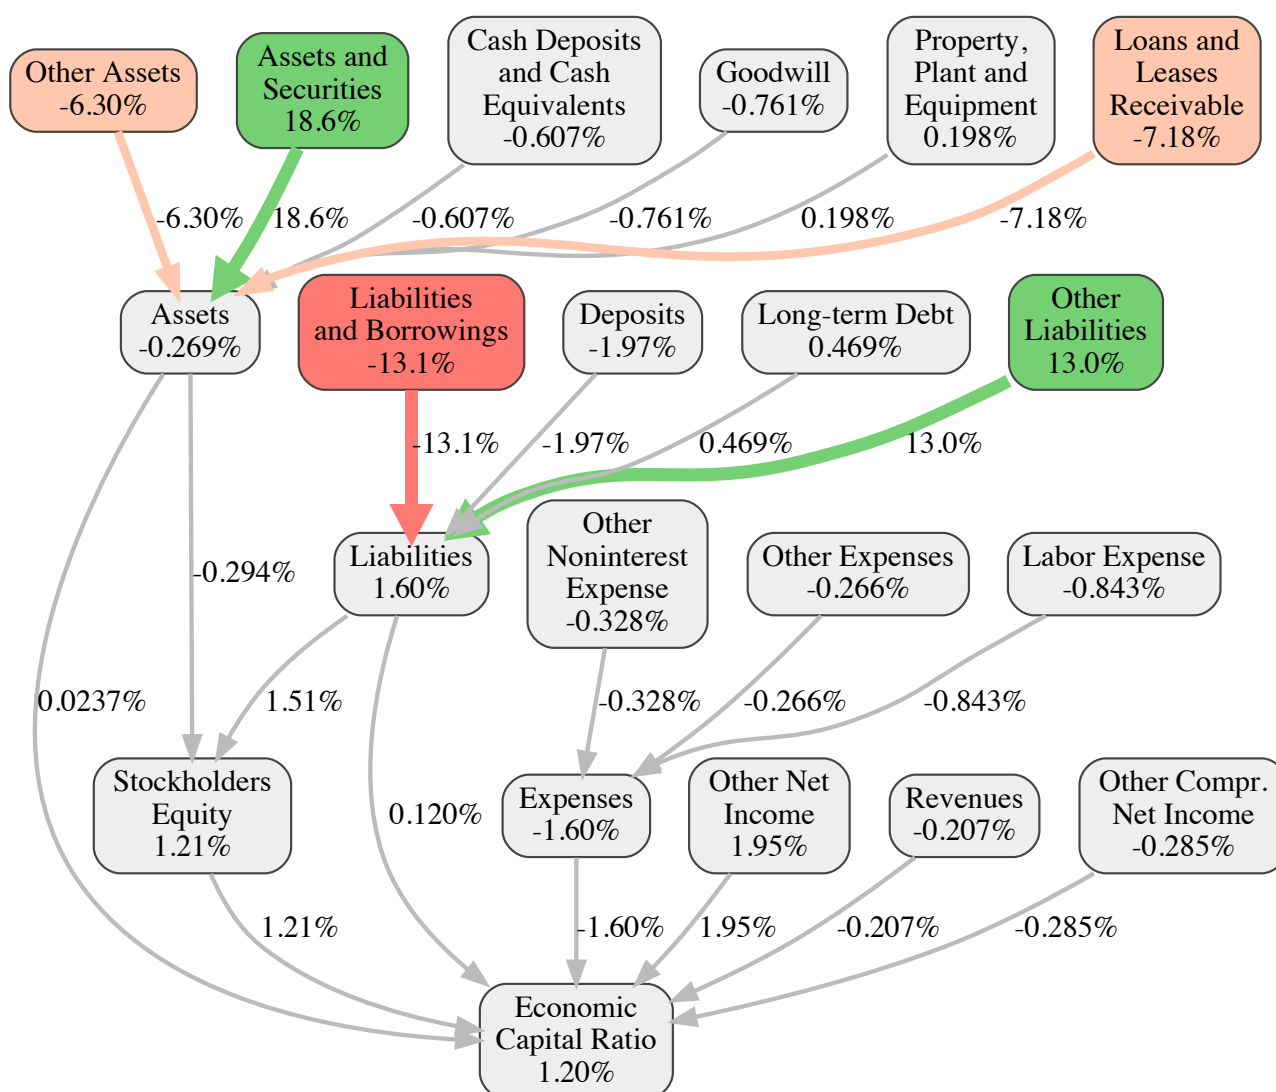 Other Assets
-6.30%
Assets and
Securities
18.6%
Cash Deposits
and Cash
Equivalents
-0.607%
Goodwill
-0.761%
Property,
Plant and
Equipment
0.198%
Loans and
Leases
Receivable
-7.18%
-6.30%
18.6%
-0.607%
-0.761%
0.198%
-7.18%
Assets
-0.269%
Liabilities
and Borrowings
-13.1%
Deposits
-1.97%
Long-term Debt
0.469%
Other
Liabilities
13.0%
-13.1%
-1.97%
0.469%
13.0%
-0.294%
Liabilities
1.60%
Other
Noninterest
Expense
-0.328%
Other Expenses
-0.266%
Labor Expense
-0.843%
0.0237%
1.51%
-0.328%
-0.266%
-0.843%
Stockholders
Equity
1.21%
0.120%
Expenses
-1.60%
Other Net
Income
1.95%
Revenues
-0.207%
Other Compr.
Net Income
-0.285%
1.21%
-1.60%
1.95%
-0.207%
-0.285%
Economic
Capital Ratio
1.20%